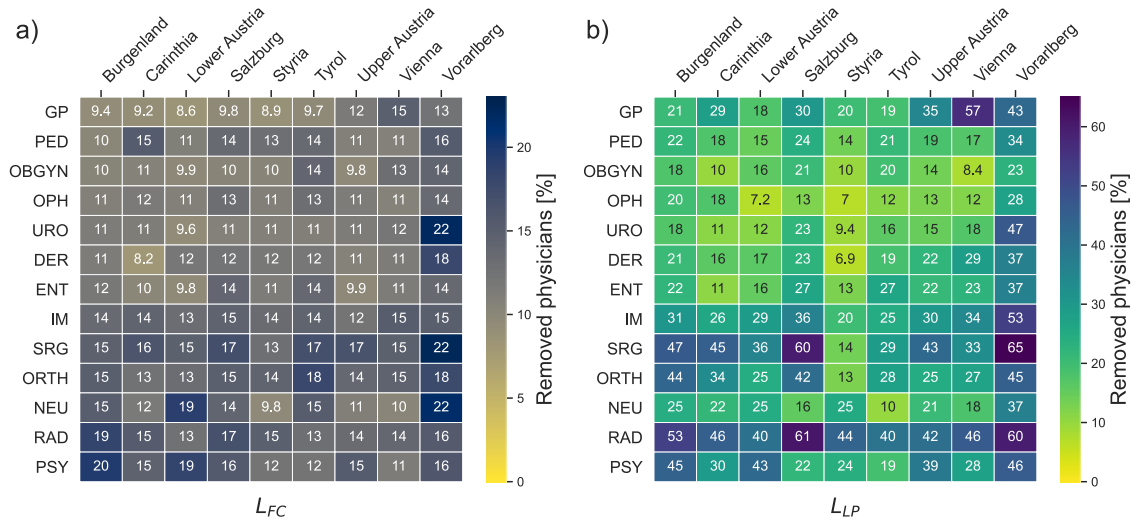 a)
Burgenland Carinthia Lower Austria Salzburg Styria Tyrol Upper Austria Vienna Vorarlberg
GP 9.4 9.2 8.6 9.8 8.9 9.7 12 15 13
PED 10 15 11 14 13 14 11 11 16
OBGYN 10 11 9.9 10 10 14 9.8 13 14
OPH 11 12 11 13 11 13 11 11 14
URO 11 11 9.6 11 11 11 11 12 22
DER 11 8.2 12 12 12 12 11 11 18
ENT 12 10 9.8 14 11 14 9.9 11 14
IM 14 14 13 15 14 14 12 15 15
SRG 15 16 15 17 13 17 17 15 22
ORTH 15 13 13 15 14 18 14 15 18
NEU 15 12 19 14 9.8 15 11 10 22
RAD 19 15 13 17 15 13 14 14 16
PSY 20 15 19 16 12 12 15 11 16
L_FC
20
15
10
5
0
Removed physicians [%]
b)
Burgenland Carinthia Lower Austria Salzburg Styria Tyrol Upper Austria Vienna Vorarlberg
GP 21 29 18 30 20 19 35 57 43
PED 22 18 15 24 14 21 19 17 34
OBGYN 18 10 16 21 10 20 14 8.4 23
OPH 20 18 7.2 13 7 12 13 12 28
URO 18 11 12 23 9.4 16 15 18 47
DER 21 16 17 23 6.9 19 22 29 37
ENT 22 11 16 27 13 27 22 23 37
IM 31 26 29 36 20 25 30 34 53
SRG 47 45 36 60 14 29 43 33 65
ORTH 44 34 25 42 13 28 25 27 45
NEU 25 22 25 16 25 10 21 18 37
RAD 53 46 40 61 44 40 42 46 60
PSY 45 30 43 22 24 19 39 28 46
L_LP
60
50
40
30
20
10
0
Removed physicians [%]